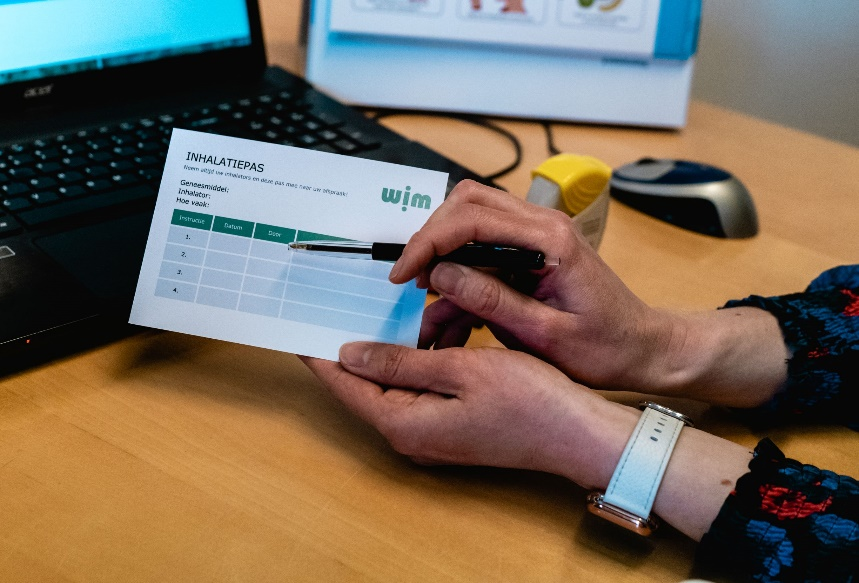 acer
INHALATIEPAS
Neem altijd uw inhalators en deze pas mee naar uw afspraak!
wim
Geneesmiddel:
Inhalator:
Hoe vaak:
Instructie Datum Door
1.
2.
3.
4.